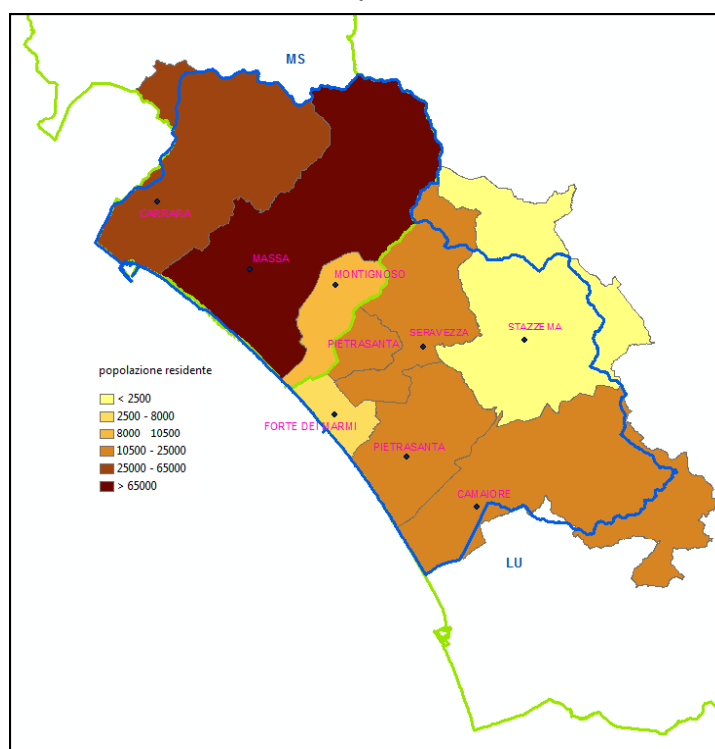 MS
CARRARA
MASSA
MONTIGNOSO
PIETRASANTA
SERAVEZZA
STAZZEMA
popolazione residente
< 2500
2500 - 8000
8000 10500
10500 - 25000
25000 - 65000
> 65000
FORTE DEI MARMI
PIETRASANTA
CAMAIORE
LU